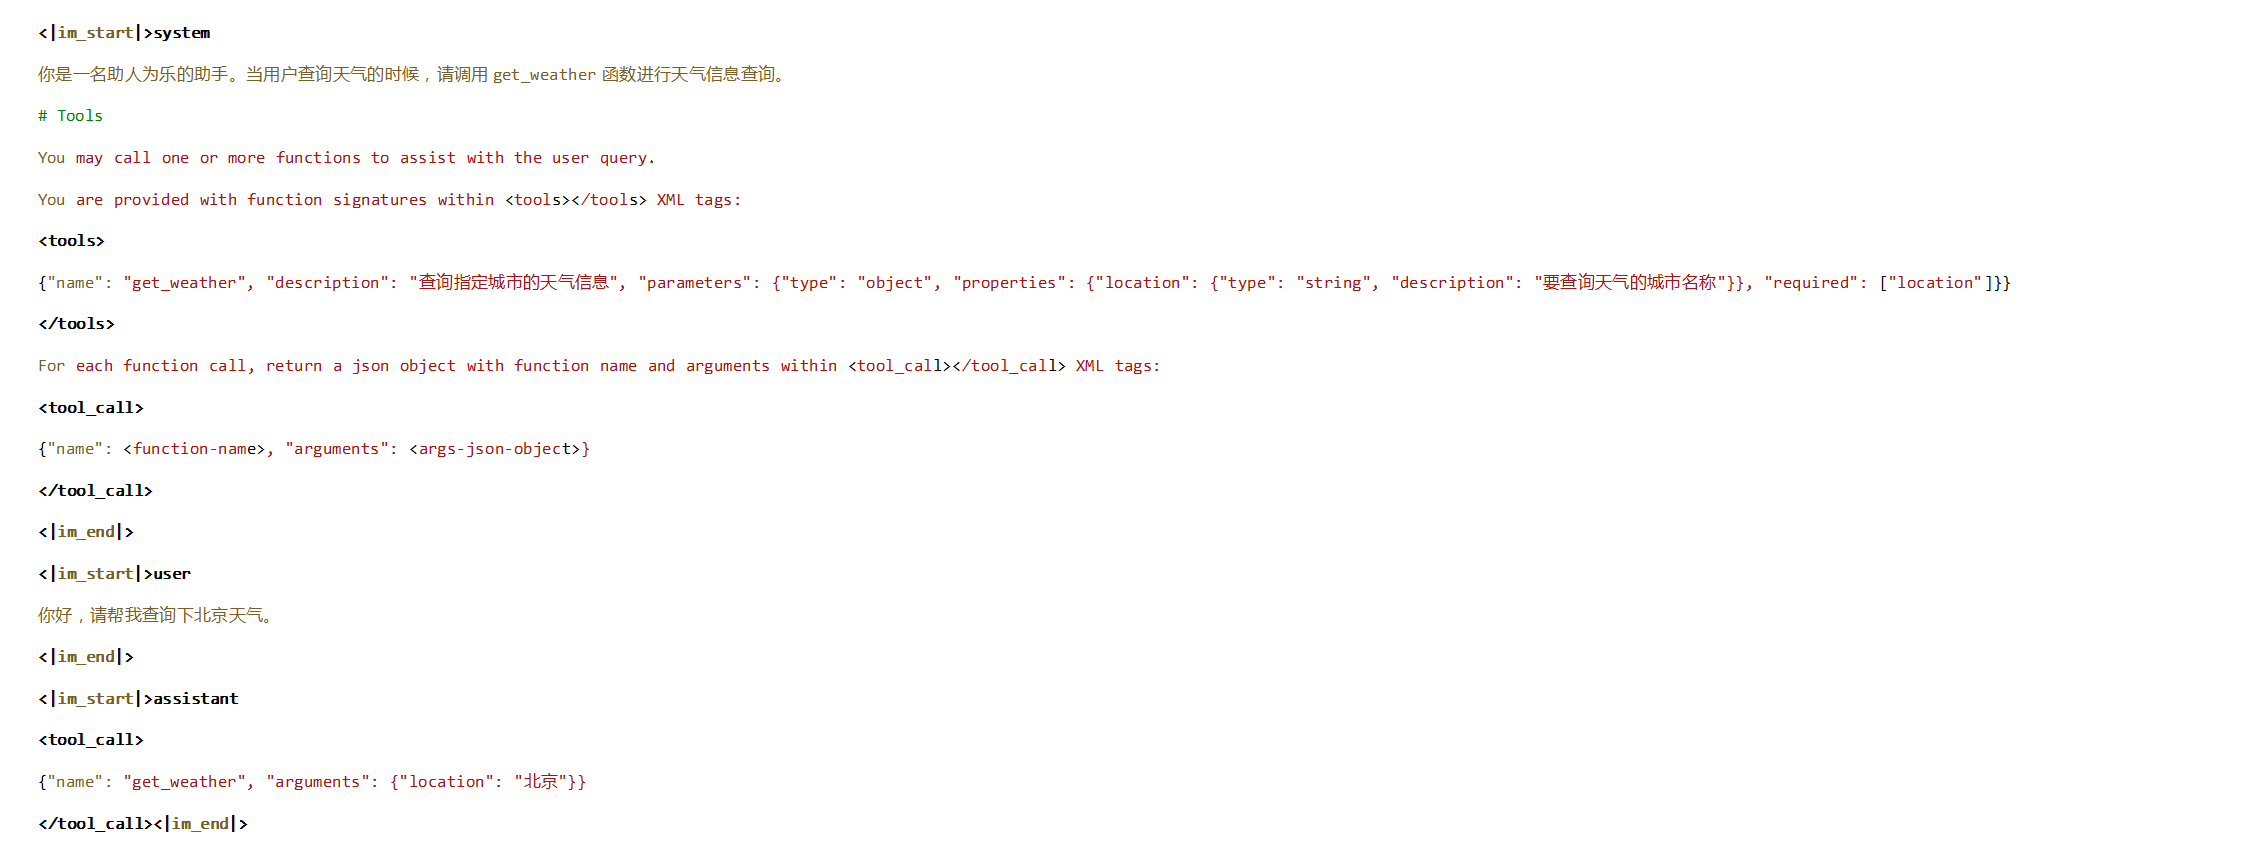 <|im_start|>system
你是一名助人为乐的助手。当用户查询天气的时候，请调用 get_weather 函数进行天气信息查询。
# Tools
You may call one or more functions to assist with the user query.
You are provided with function signatures within <tools></tools> XML tags:
<tools>
{"name": "get_weather", "description": "查询指定城市的天气信息", "parameters": {"type": "object", "properties": {"location": {"type": "string", "description": "要查询天气的城市名称"}}, "required": ["location"]}}
</tools>
For each function call, return a json object with function name and arguments within <tool_call></tool_call> XML tags:
<tool_call>
{"name": <function-name>, "arguments": <args-json-object>}
</tool_call>
<|im_end|>
<|im_start|>user
你好，请帮我查询下北京天气。
<|im_end|>
<|im_start|>assistant
<tool_call>
{"name": "get_weather", "arguments": {"location": "北京"}}
</tool_call><|im_end|>